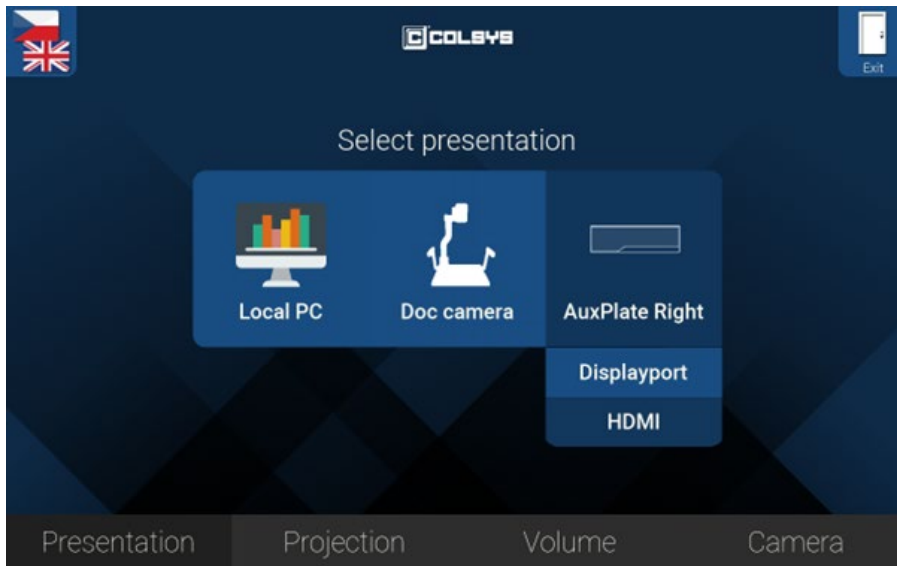 COLSYS
Exit
Select presentation
Local PC Doc camera AuxPlate Right
Displayport
HDMI
Presentation Projection Volume Camera